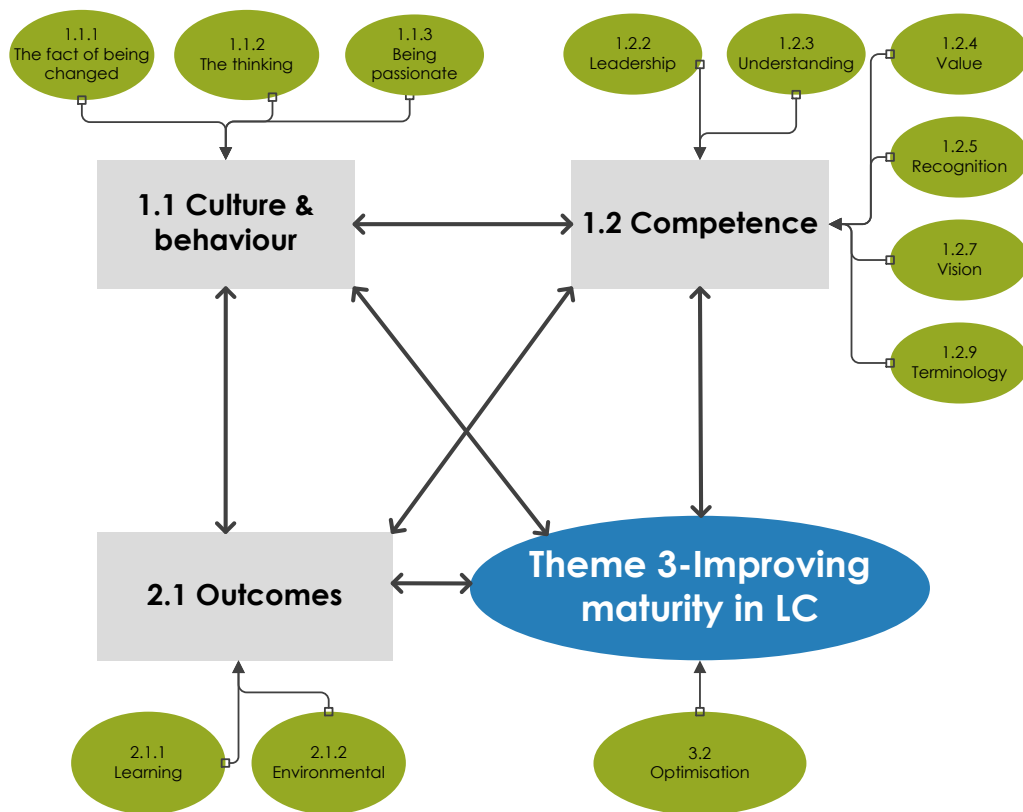 1.1.1
The fact of being
changed
1.1.2
The thinking
1.1.3
Being
passionate
1.2.2
Leadership
1.2.3
Understanding
1.2.4
Value
1.2.5
Recognition
1.1 Culture &
behaviour
1.2 Competence
1.2.7
Vision
1.2.9
Terminology
2.1 Outcomes
Theme 3-Improving
maturity in LC
2.1.1
Learning
2.1.2
Environmental
3.2
Optimisation